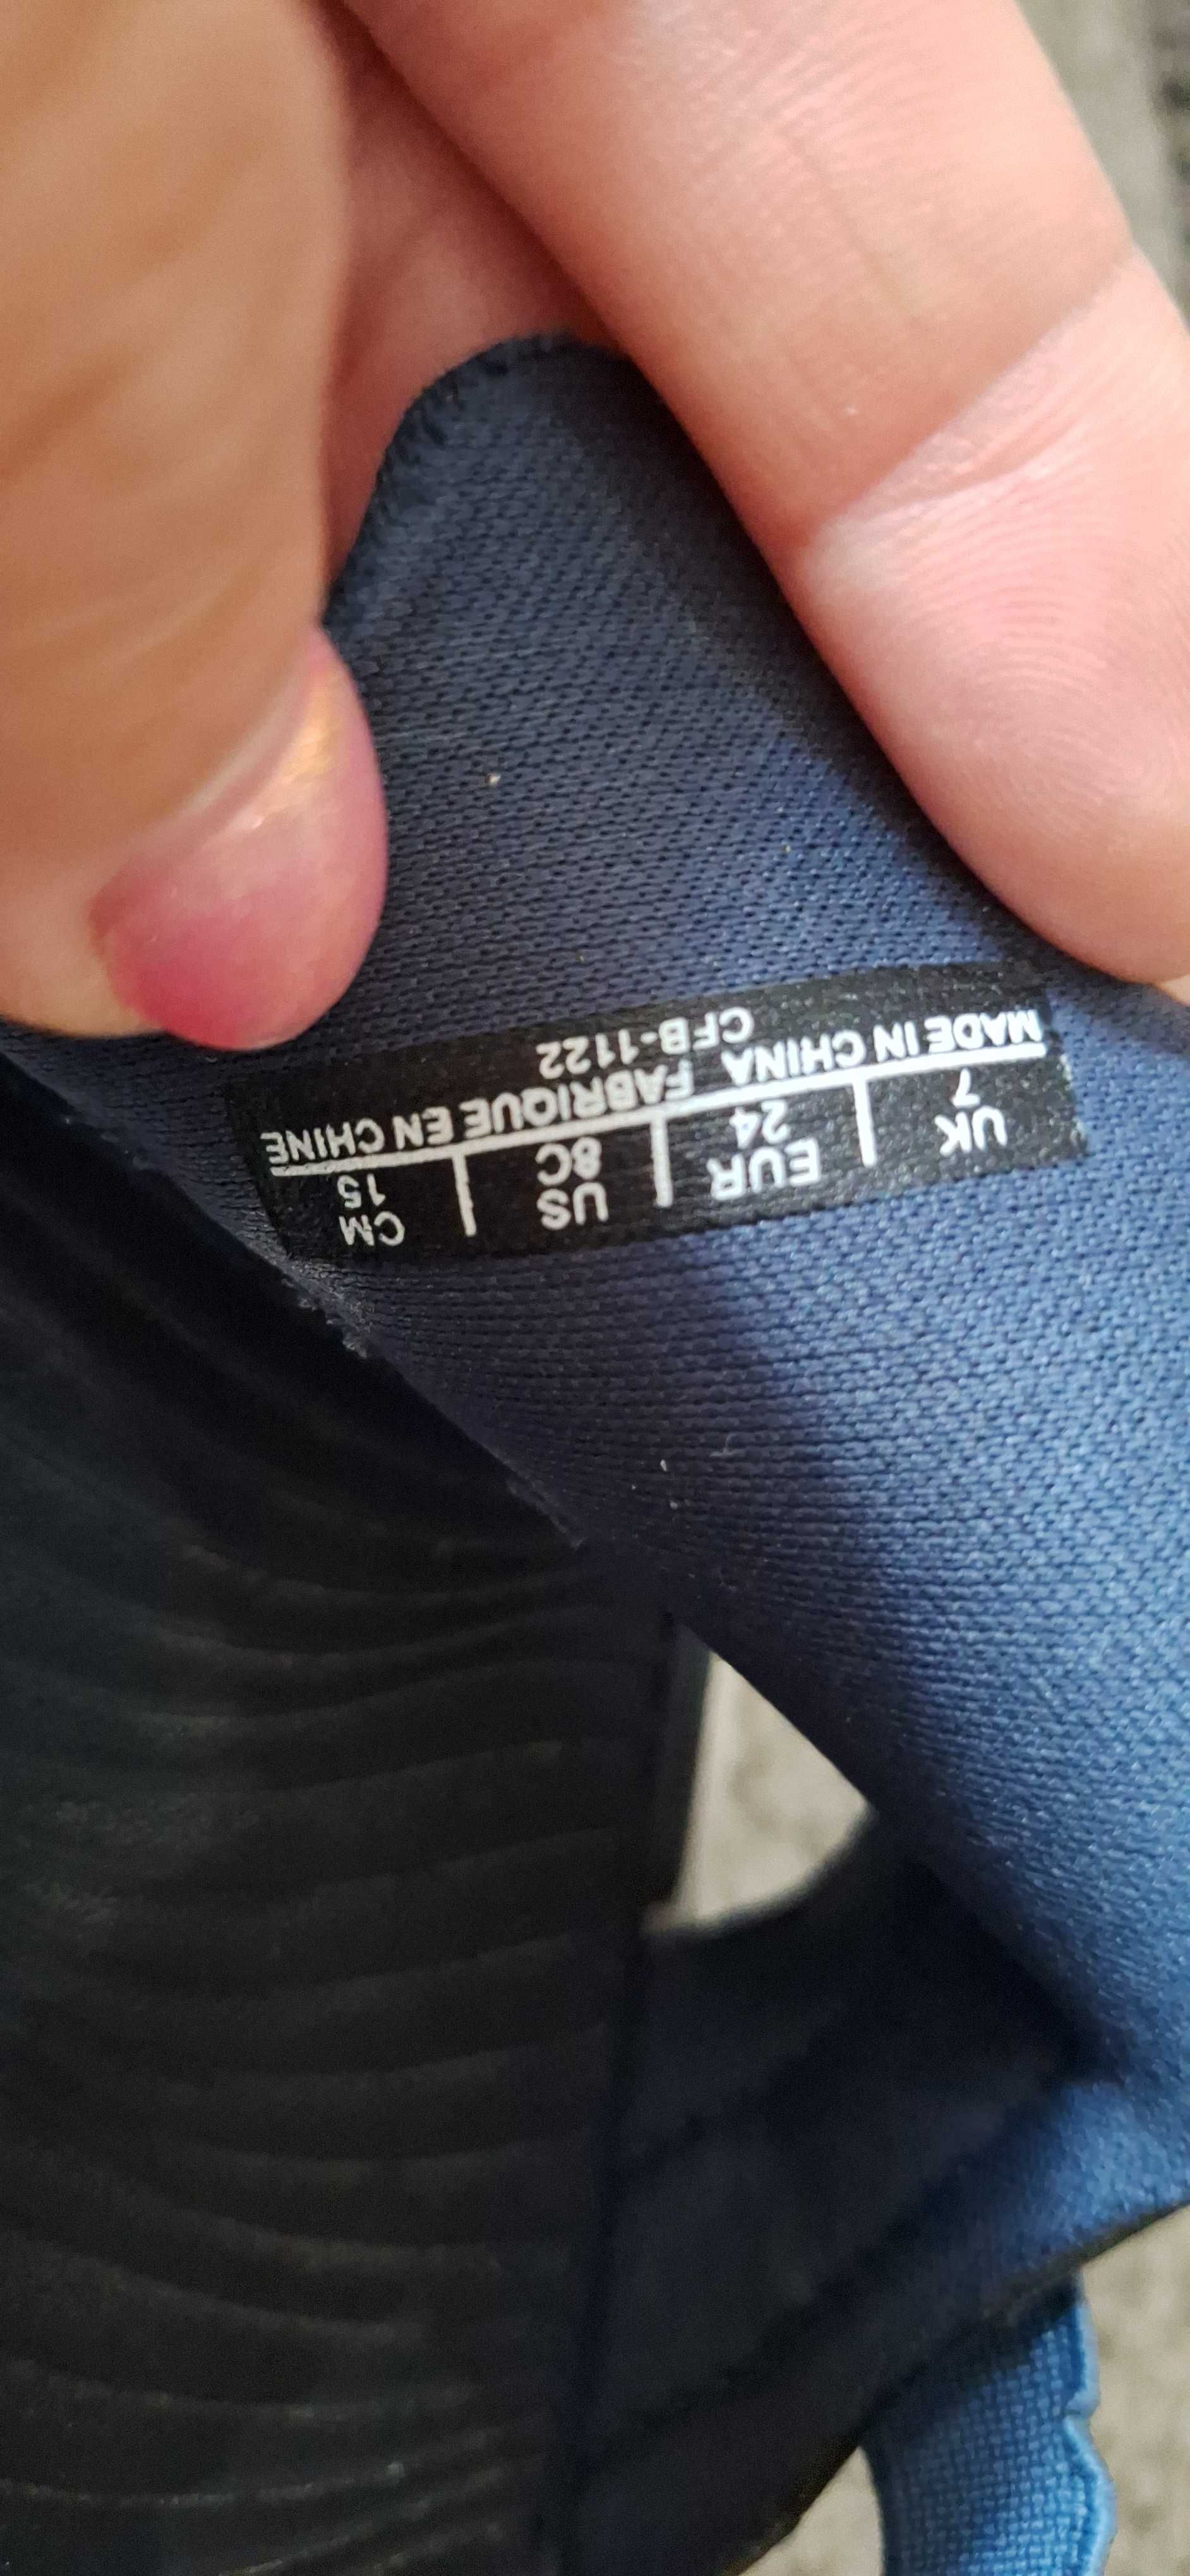 UK EUR US CM
7 24 8C 15
MADE IN CHINA FABRIQUE EN CHINE
CFB-1122